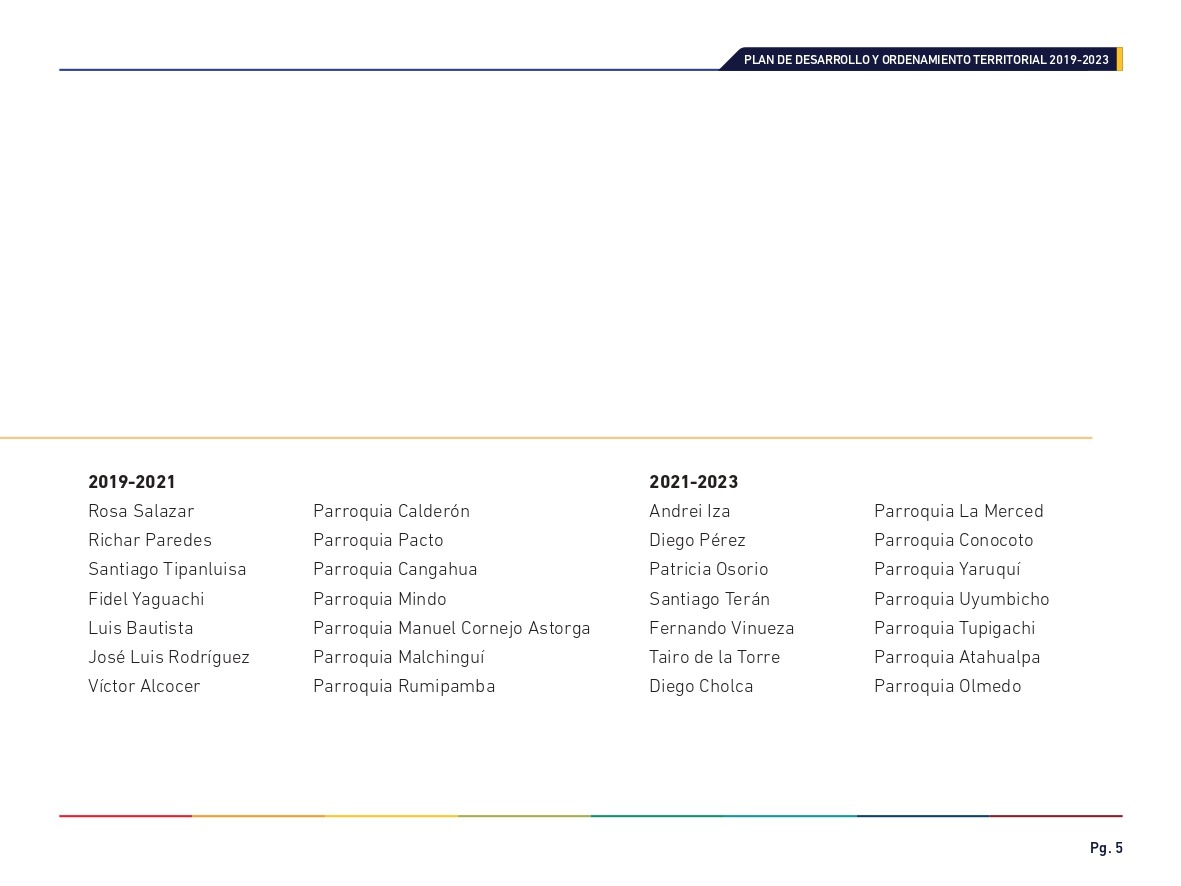 PLAN DE DESARROLLO Y ORDENAMIENTO TERRITORIAL 2019-2023
2019-2021
Rosa Salazar Parroquia Calderón
Richar Paredes Parroquia Pacto
Santiago Tipanluisa Parroquia Cangahua
Fidel Yaguachi Parroquia Mindo
Luis Bautista Parroquia Manuel Cornejo Astorga
José Luis Rodríguez Parroquia Malchinguí
Víctor Alcocer Parroquia Rumipamba
2021-2023
Andrei Iza Parroquia La Merced
Diego Pérez Parroquia Conocoto
Patricia Osorio Parroquia Yaruquí
Santiago Terán Parroquia Uyumbicho
Fernando Vinueza Parroquia Tupigachi
Tairo de la Torre Parroquia Atahualpa
Diego Cholca Parroquia Olmedo
Pg. 5